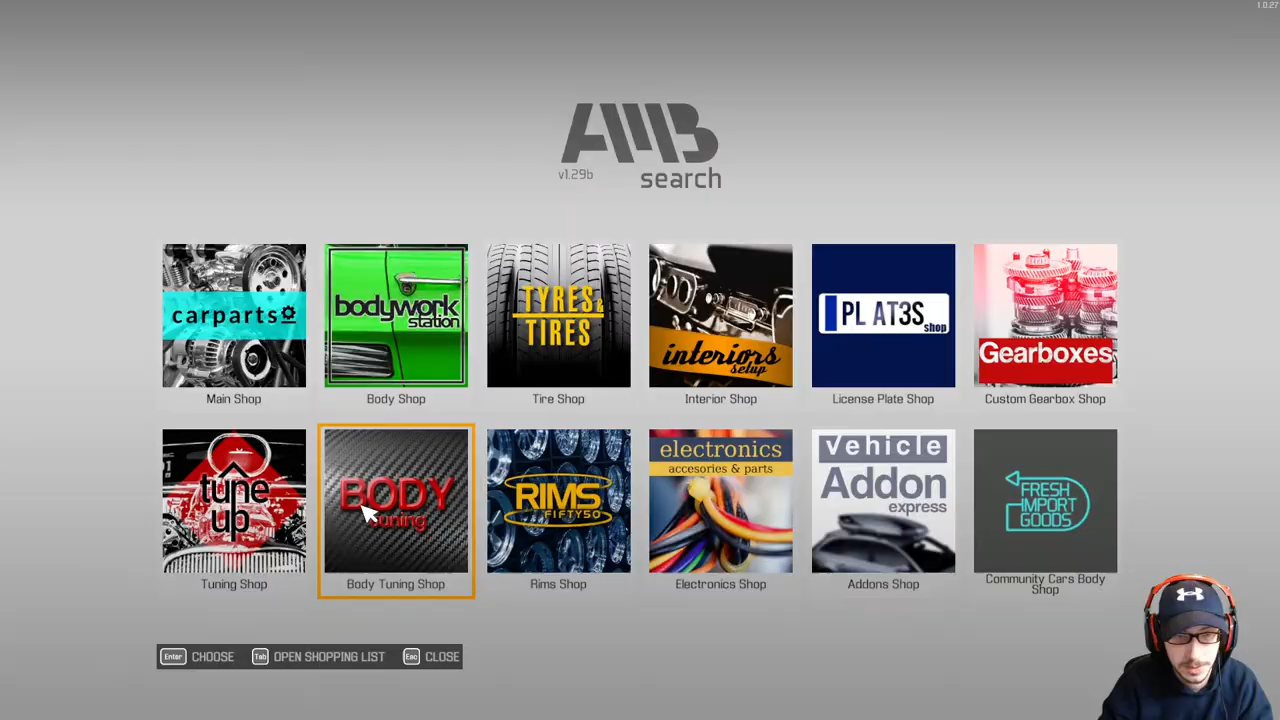 1.0.27
AMB
v1.29b
search
carparts
bodywork
station
TYRES &
TIRES
interiors
setup
PL AT3S
shop
Gearboxes
Main Shop
Body Shop
Tire Shop
Interior Shop
License Plate Shop
Custom Gearbox Shop
tune
up
BODY
tuning
RIMS
FIFTY50
electronics
accesories & parts
vehicle
Addon
express
FRESH
IMPORT
GOODS
Tuning Shop
Body Tuning Shop
Rims Shop
Electronics Shop
Addons Shop
Community Cars Body
Shop
Enter CHOOSE Tab OPEN SHOPPING LIST Esc CLOSE